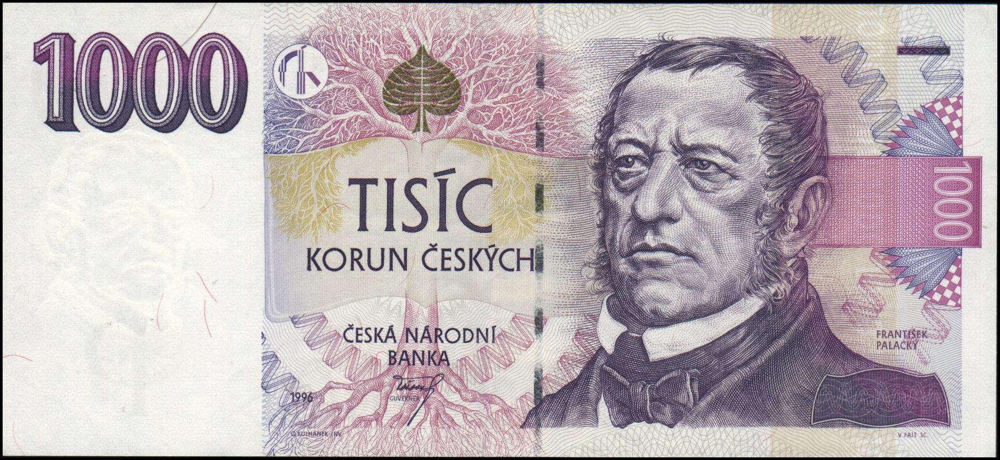 1000
TISÍC
KORUN ČESKÝCH
ČESKÁ NÁRODNÍ
BANKA
GUVERNÉR
1996
O. KULHÁNEK INV.
1000
FRANTIŠEK
PALACKÝ
V. FAJT SC.